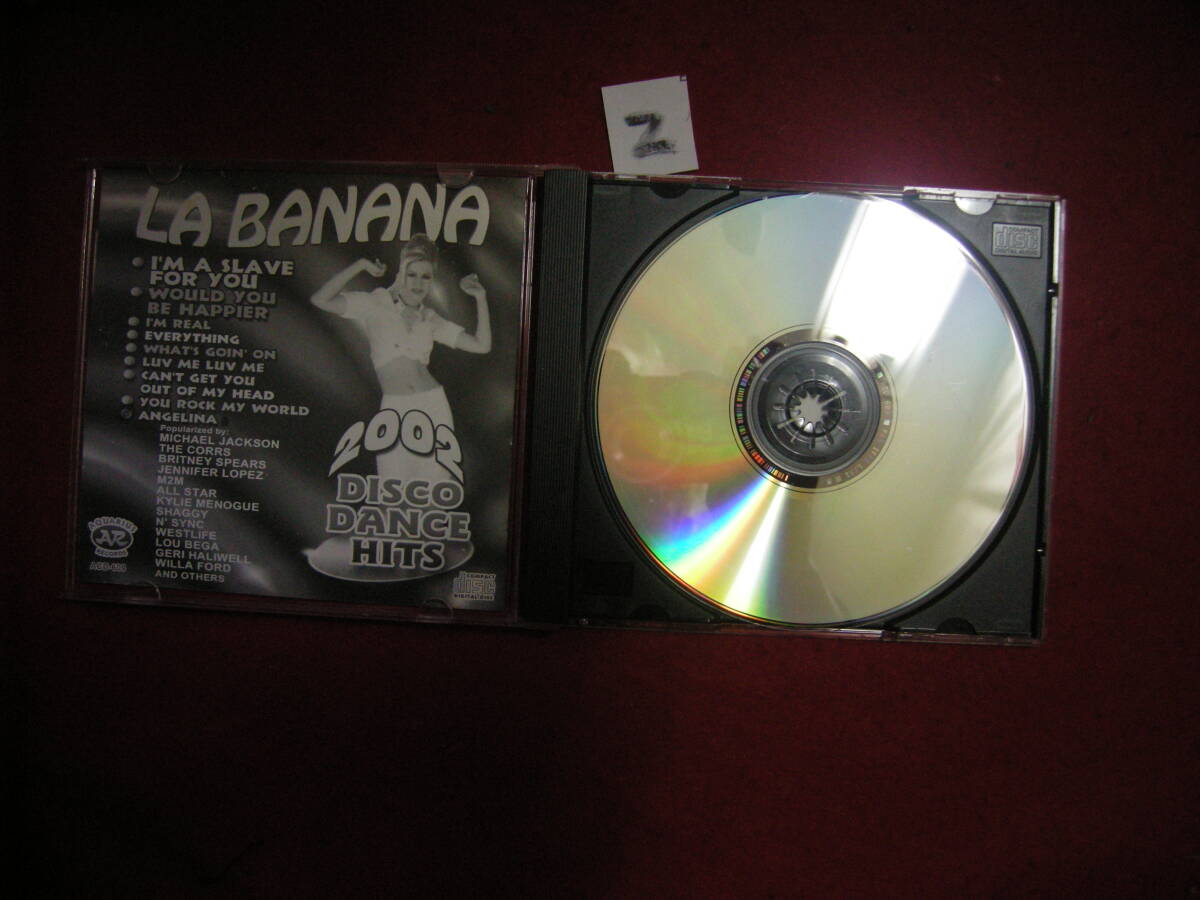 Z
LA BANANA
I'M A SLAVE
FOR YOU
WOULD YOU
BE HAPPIER
I'M REAL
EVERYTHING
WHAT'S GOIN' ON
LUV ME LUV ME
CAN'T GET YOU
OUT OF MY HEAD
YOU ROCK MY WORLD
ANGELINA
Popularized by:
MICHAEL JACKSON
THE CORRS
BRITNEY SPEARS
JENNIFER LOPEZ
M2M
ALL STAR
KYLIE MENOGUE
SHAGGY
N' SYNC
WESTLIFE
LOU BEGA
GERI HALIWELL
WILLA FORD
AND OTHERS
2002
DISCO
DANCE
HITS
AQUARIUS
AR
RECORDS
COMPACT
disc
DIGITAL AUDIO
COMPACT
disc
DIGITAL AUDIO